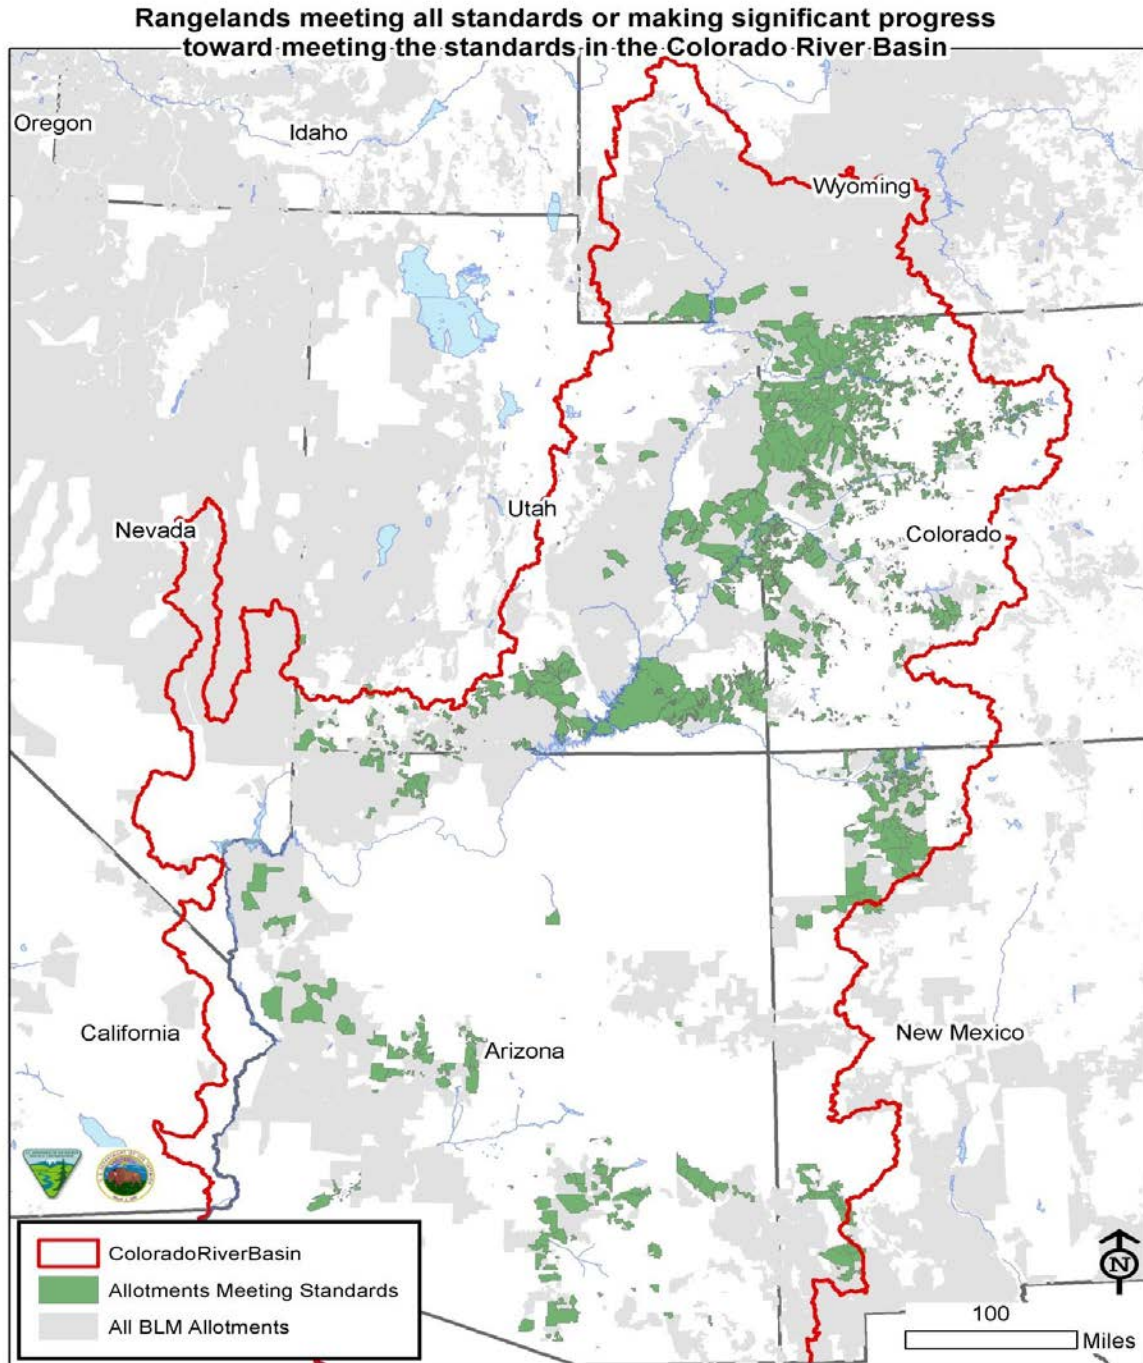 Rangelands meeting all standards or making significant progress
toward meeting the standards in the Colorado River Basin
Oregon
Idaho
Wyoming
Nevada
Utah
Colorado
California
Arizona
New Mexico
ColoradoRiverBasin
Allotments Meeting Standards
All BLM Allotments
N
100
Miles